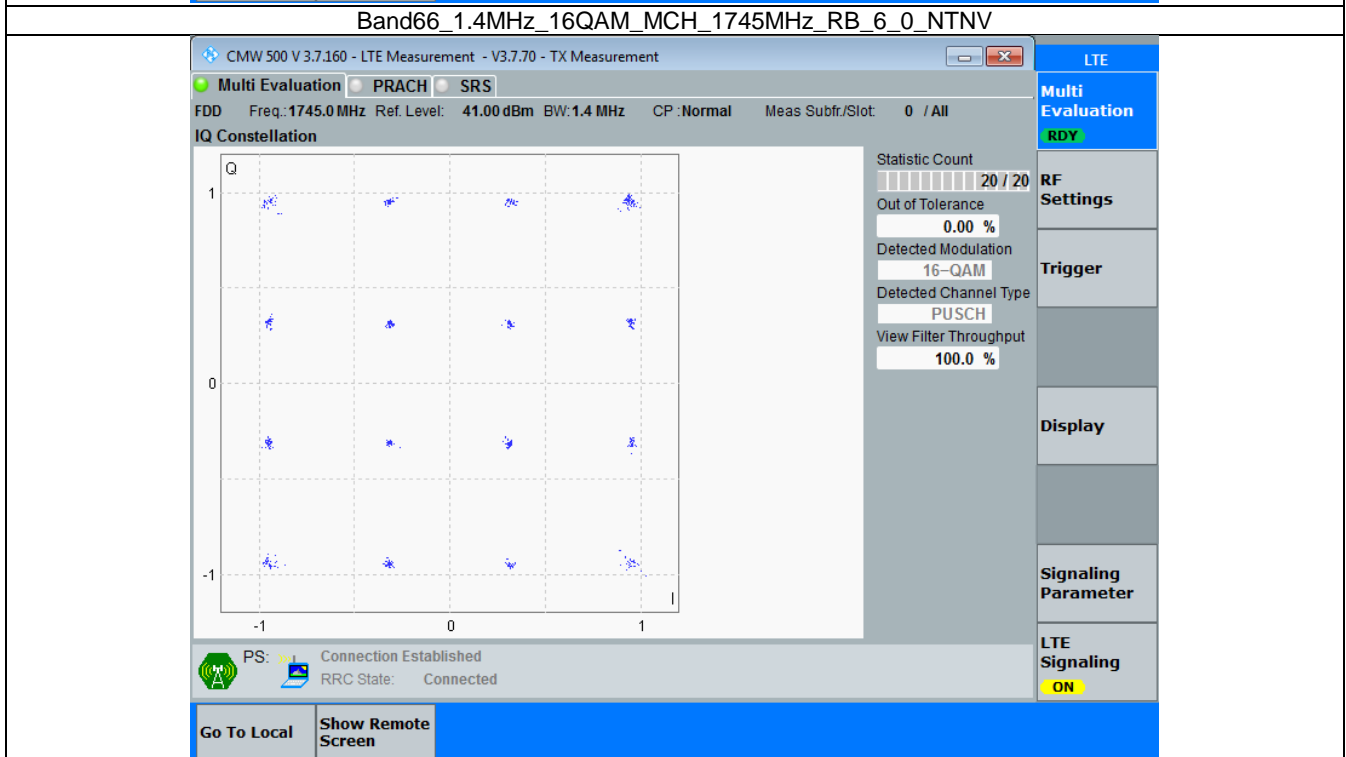 Band66_1.4MHz_16QAM_MCH_1745MHz_RB_6_0_NTNV
CMW 500 V 3.7.160 - LTE Measurement - V3.7.70 - TX Measurement
LTE
Multi Evaluation PRACH SRS
FDD Freq.: 1745.0 MHz Ref. Level: 41.00 dBm BW: 1.4 MHz CP : Normal Meas Subfr./Slot: 0 / All
IQ Constellation
Q
1
0
-1
I
-1 0 1
Statistic Count
20 / 20
Out of Tolerance
0.00 %
Detected Modulation
16-QAM
Detected Channel Type
PUSCH
View Filter Throughput
100.0 %
Multi
Evaluation
RDY
RF
Settings
Trigger
Display
Signaling
Parameter
LTE
Signaling
ON
PS: Connection Established
RRC State: Connected
Go To Local
Show Remote
Screen